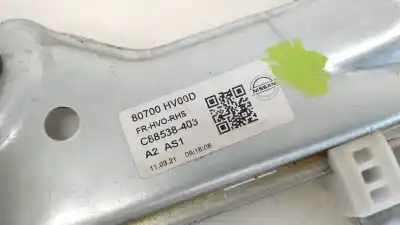 80700 HV00D
FR-HVO-RHS
C68538-403
A2 AS1
11.03.21 09:18:08
NISSAN